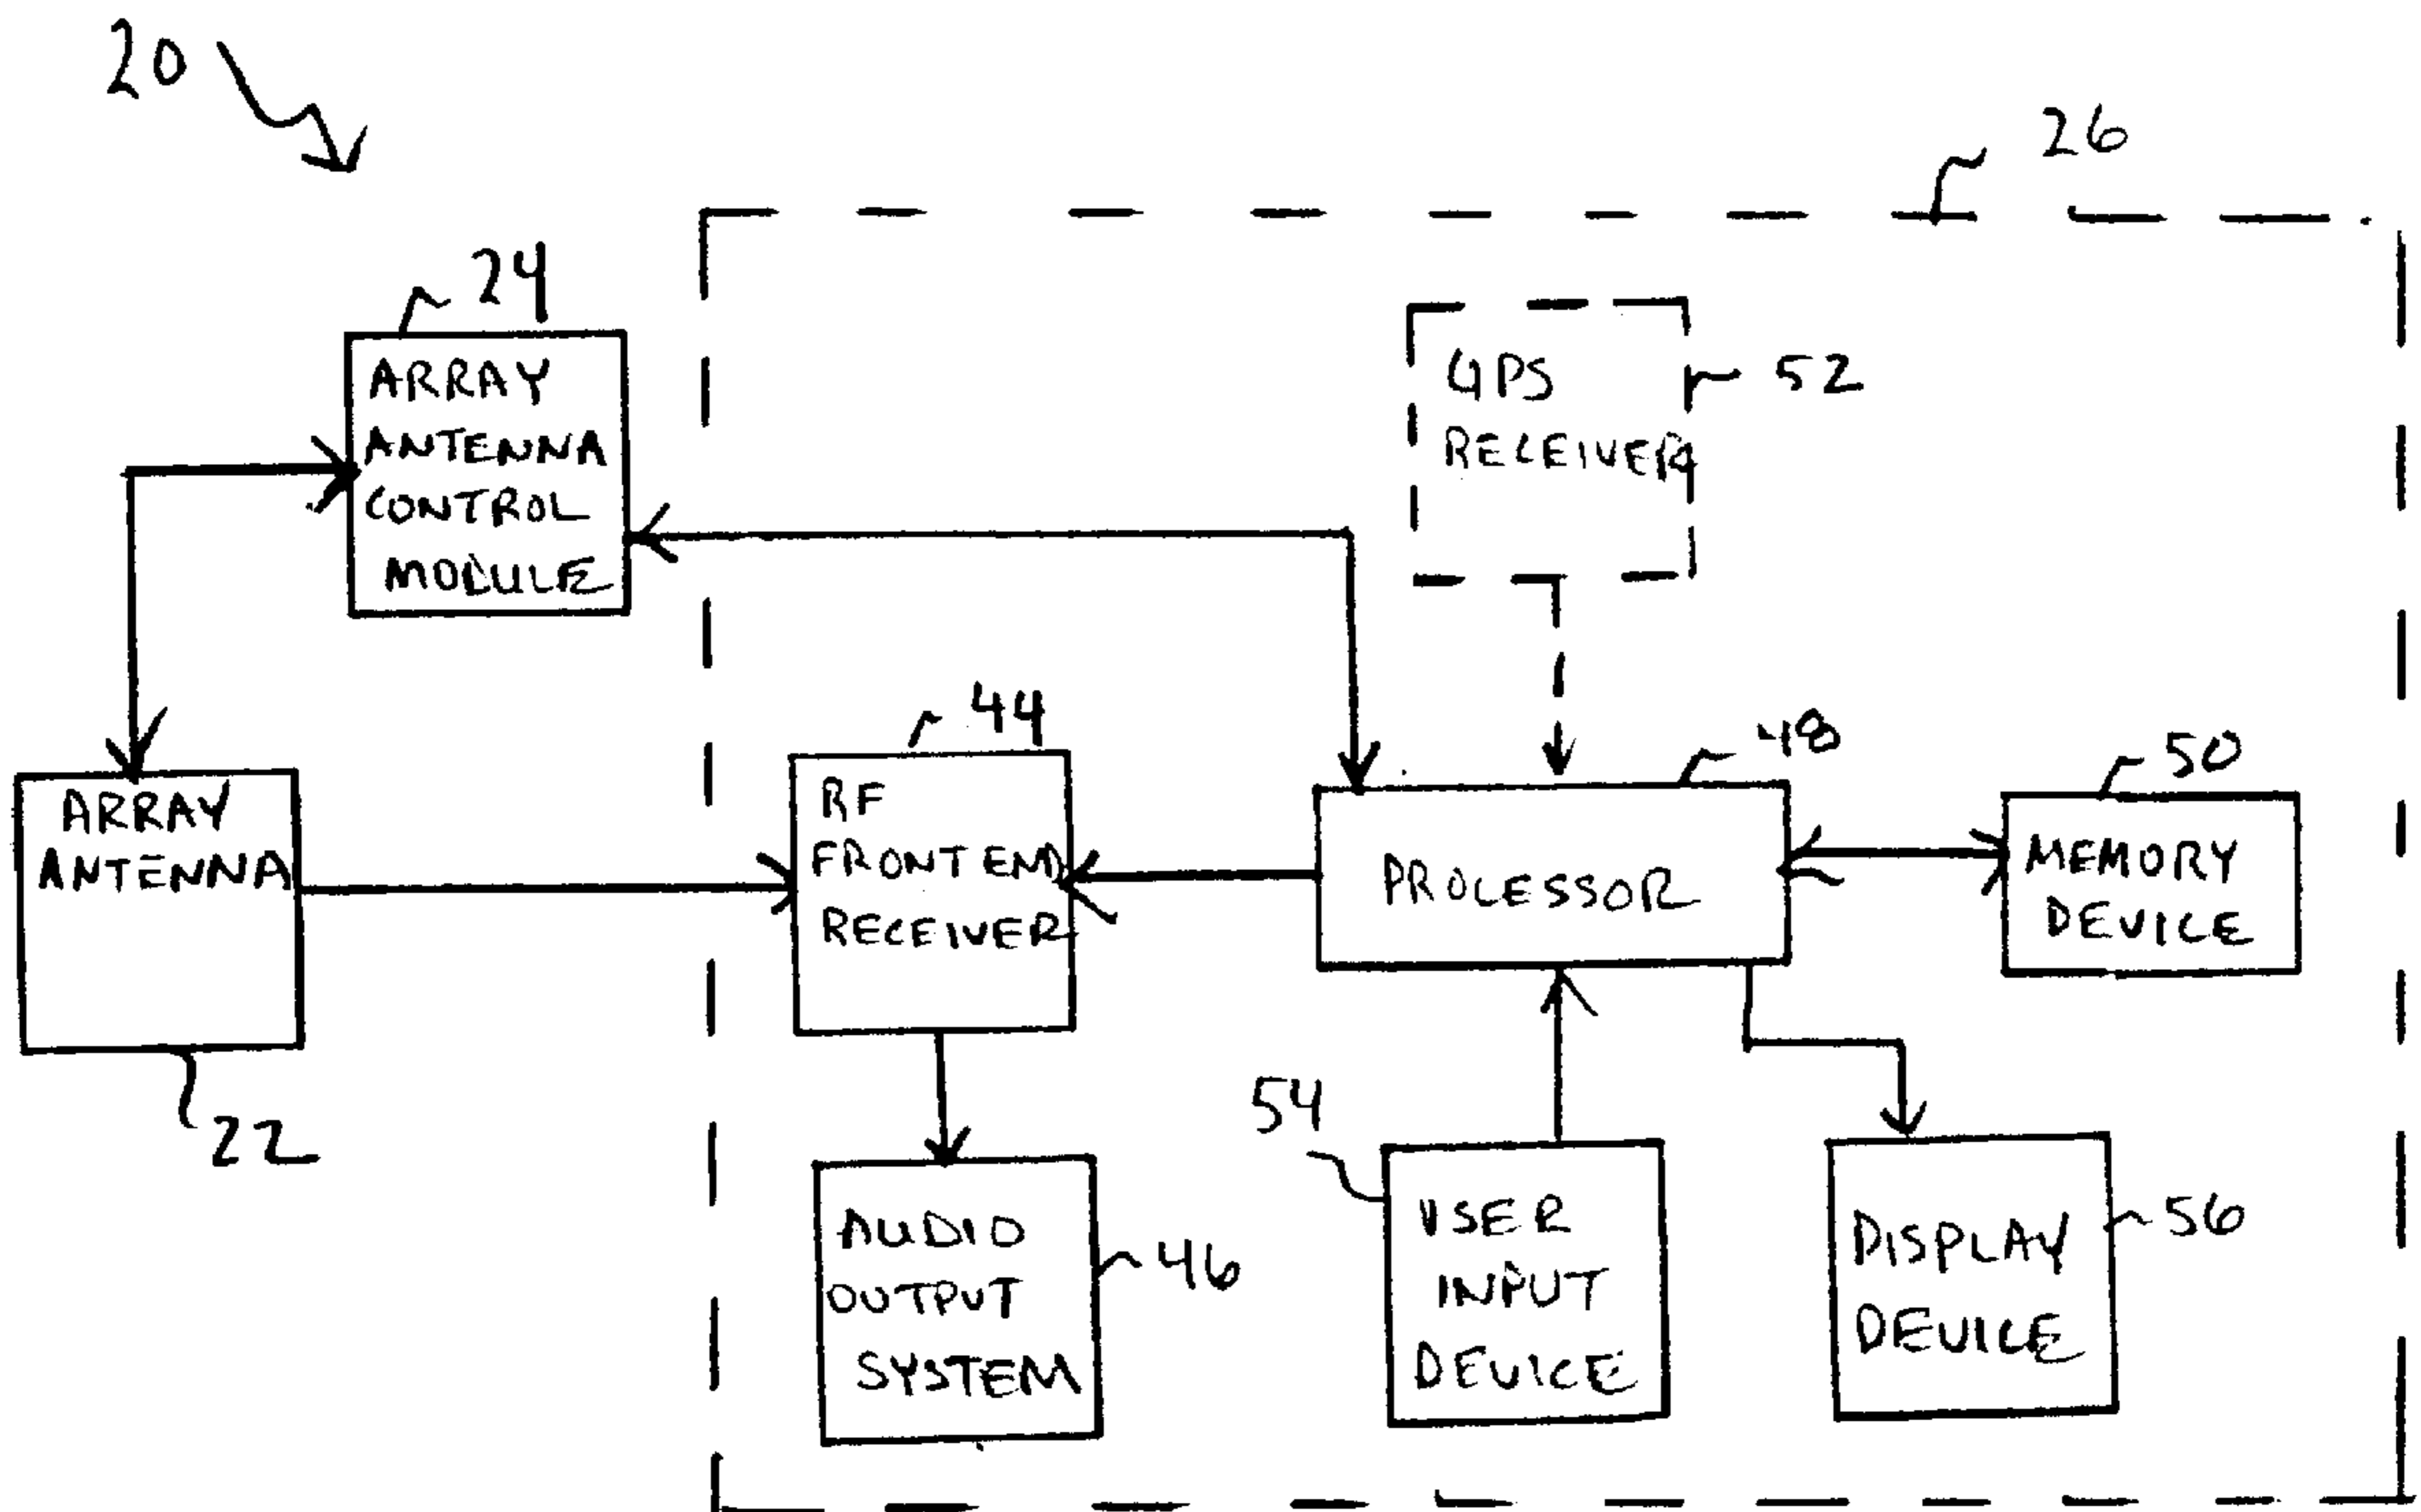 20
26
24
ARRAY
ANTENNA
CONTROL
MODULE
GPS
RECEIVER
52
44
48
50
ARRAY
ANTENNA
22
RF
FRONT END
RECEIVER
PROCESSOR
MEMORY
DEVICE
54
AUDIO
OUTPUT
SYSTEM
46
USER
INPUT
DEVICE
DISPLAY
DEVICE
56